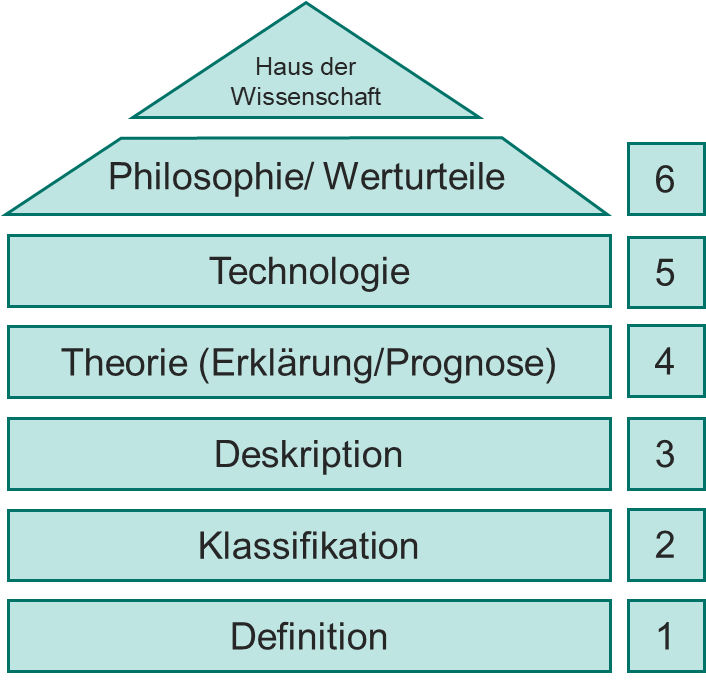 Haus der
Wissenschaft
Philosophie/ Werturteile
6
Technologie
5
Theorie (Erklärung/Prognose)
4
Deskription
3
Klassifikation
2
Definition
1